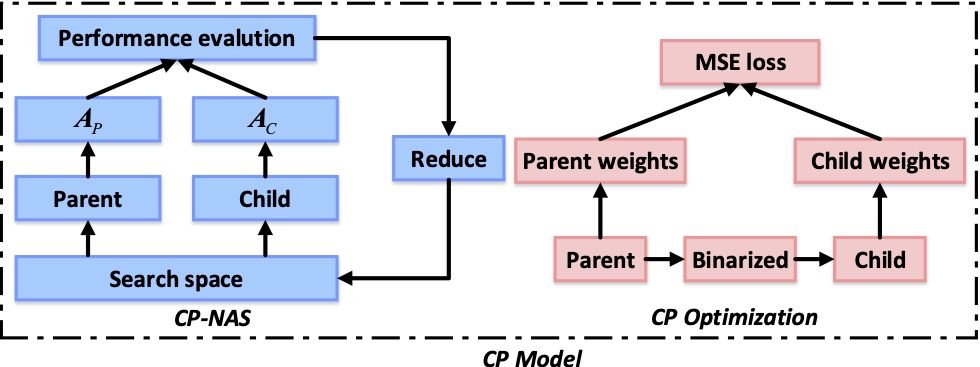 Performance evalution
A_P
A_C
Reduce
Parent
Child
Search space
CP-NAS
MSE loss
Parent weights
Child weights
Parent
Binarized
Child
CP Optimization
CP Model